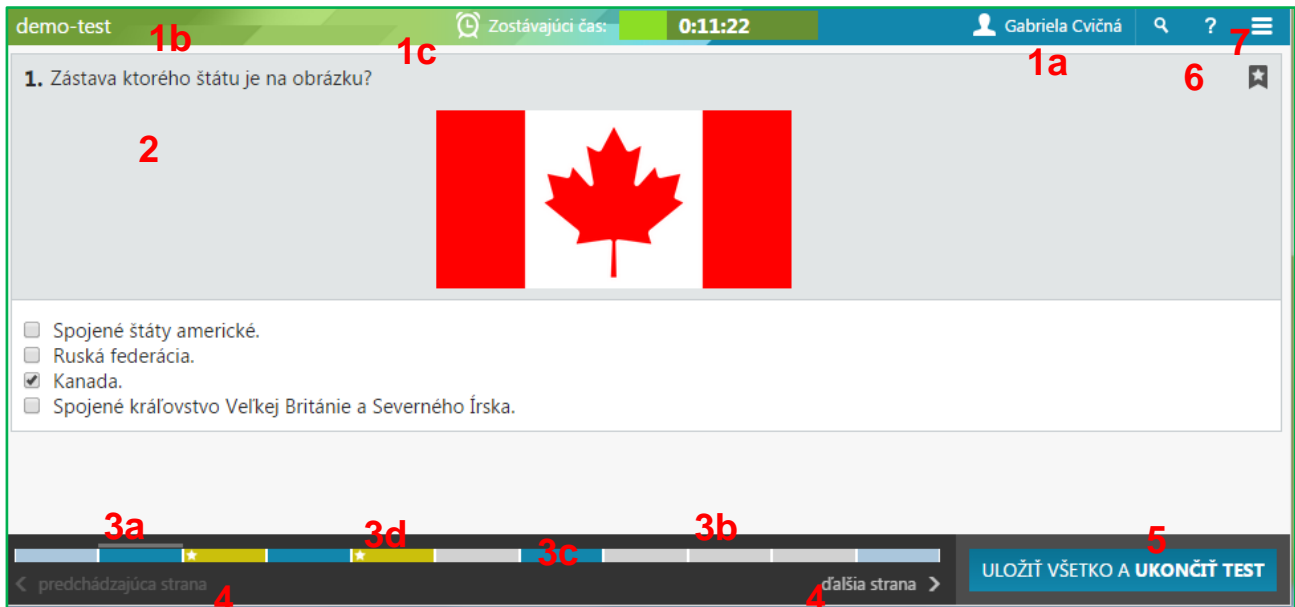 demo-test
1b
Zostávajúci čas:
0:11:22
1c
Gabriela Cvičná
?
1a
7
6
1. Zástava ktorého štátu je na obrázku?
2
Spojené štáty americké.
Ruská federácia.
Kanada.
Spojené kráľovstvo Veľkej Británie a Severného Írska.
3a
3d
3c
3b
5
predchádzajúca strana
4
ďalšia strana
4
ULOŽIŤ VŠETKO A UKONČIŤ TEST